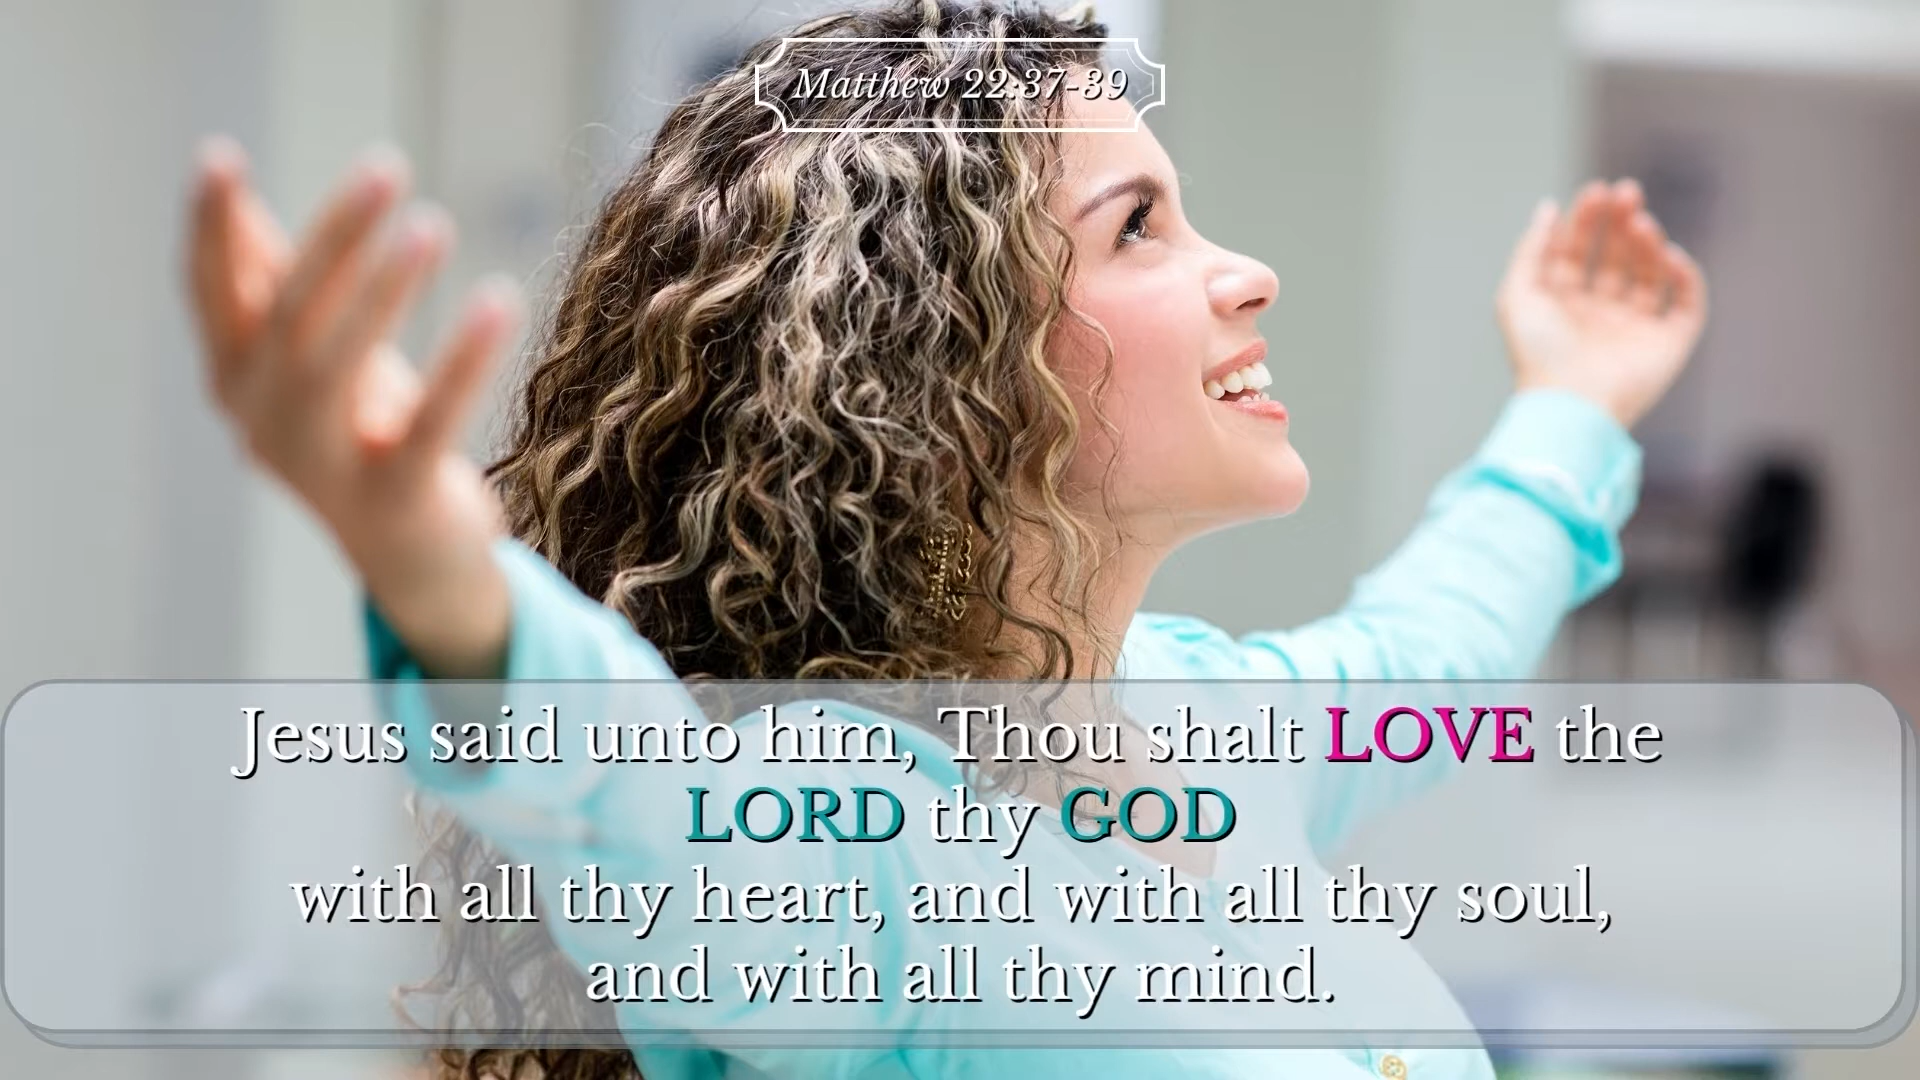 Matthew 22:37-39
Jesus said unto him, Thou shalt LOVE the
LORD thy GOD
with all thy heart, and with all thy soul,
and with all thy mind.